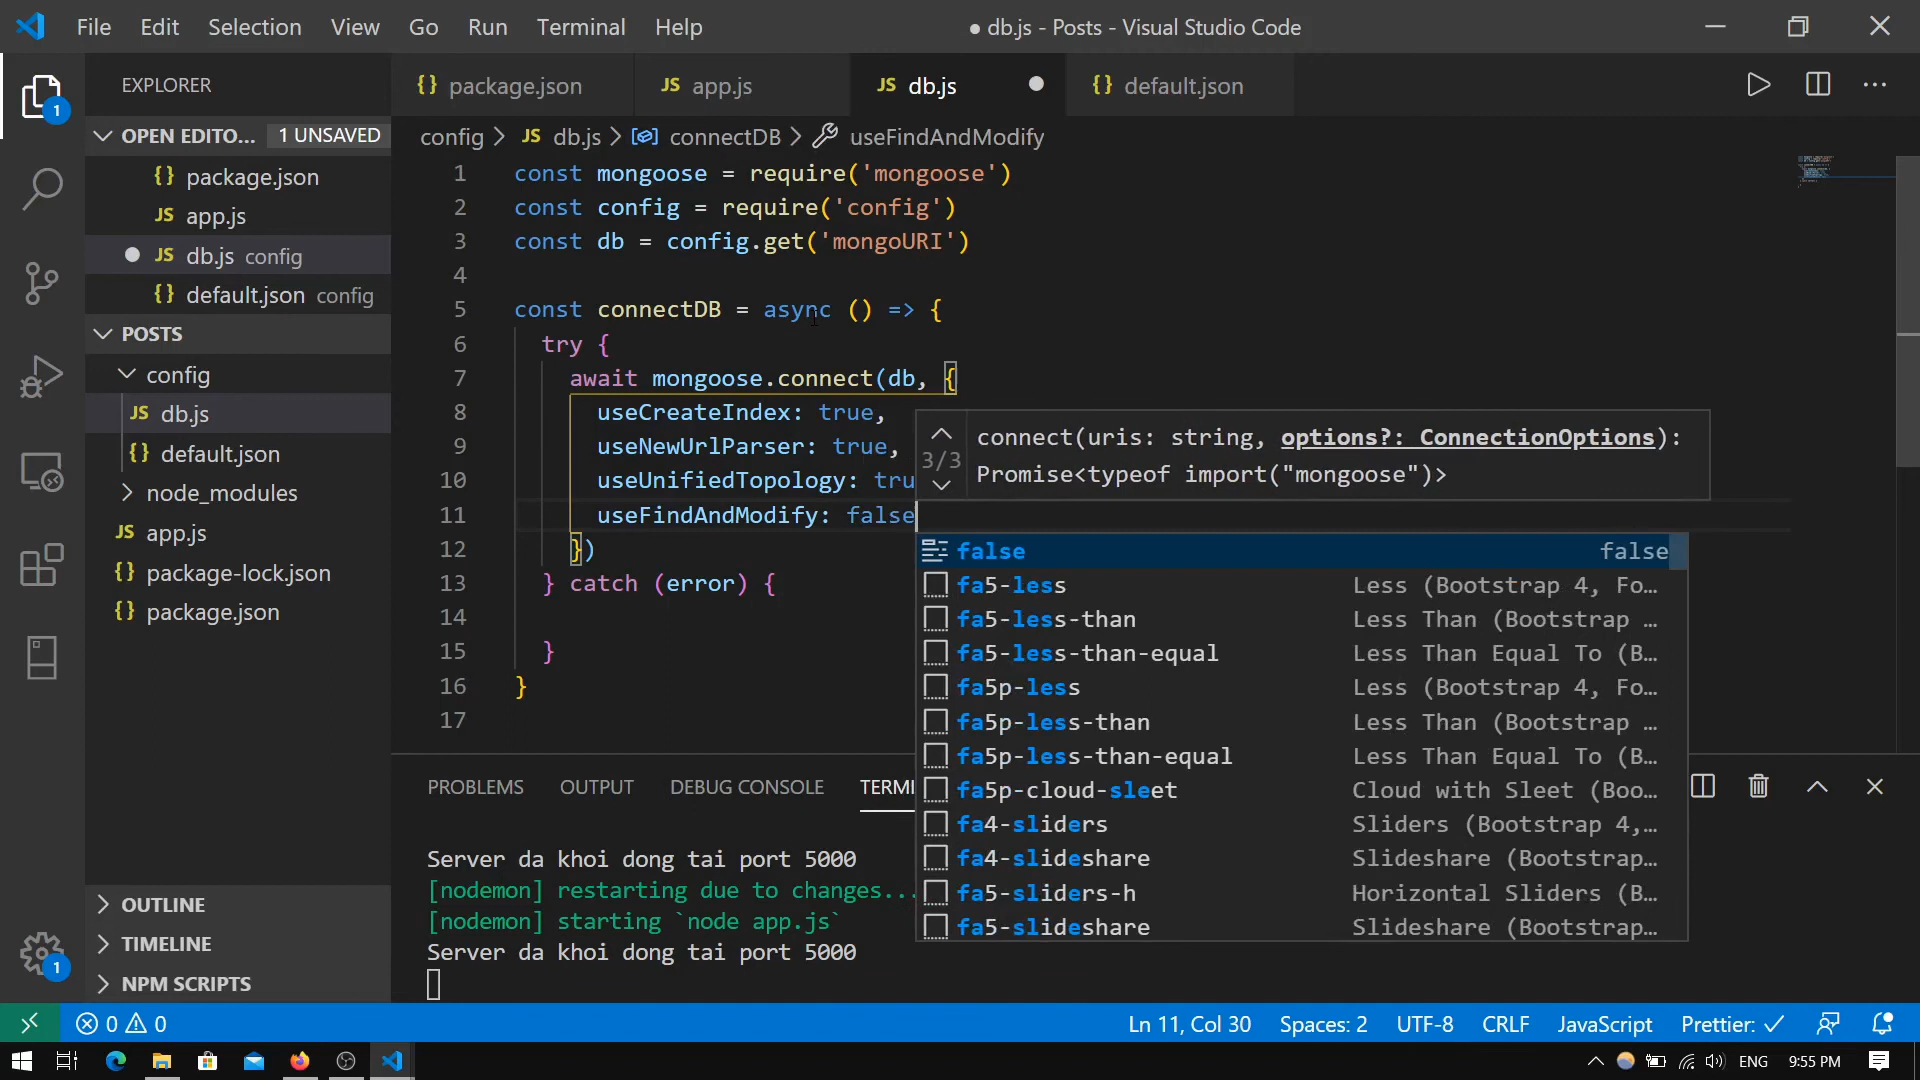 File Edit Selection View Go Run Terminal Help
● db.js - Posts - Visual Studio Code
EXPLORER
{} package.json
JS app.js
JS db.js
{} default.json
OPEN EDITO... 1 UNSAVED
{} package.json
JS app.js
JS db.js config
{} default.json config
POSTS
config
JS db.js
{} default.json
node_modules
JS app.js
{} package-lock.json
{} package.json
OUTLINE
TIMELINE
NPM SCRIPTS
1
1
config > JS db.js > connectDB > useFindAndModify
1 const mongoose = require('mongoose')
2 const config = require('config')
3 const db = config.get('mongoURI')
4
5 const connectDB = async () => {
6 try {
7 await mongoose.connect(db, {
8 useCreateIndex: true,
9 useNewUrlParser: true,
10 useUnifiedTopology: tru
11 useFindAndModify: false
12 })
13 } catch (error) {
14
15 }
16 }
17
3/3
connect(uris: string, options?: ConnectionOptions):
Promise<typeof import("mongoose")>
false false
fa5-less Less (Bootstrap 4, Fo…
fa5-less-than Less Than (Bootstrap …
fa5-less-than-equal Less Than Equal To (B…
fa5p-less Less (Bootstrap 4, Fo…
fa5p-less-than Less Than (Bootstrap …
fa5p-less-than-equal Less Than Equal To (B…
fa5p-cloud-sleet Cloud with Sleet (Boo…
fa4-sliders Sliders (Bootstrap 4,…
fa4-slideshare Slideshare (Bootstrap…
fa5-sliders-h Horizontal Sliders (B…
fa5-slideshare Slideshare (Bootstrap…
PROBLEMS OUTPUT DEBUG CONSOLE TERMI
Server da khoi dong tai port 5000
[nodemon] restarting due to changes...
[nodemon] starting `node app.js`
Server da khoi dong tai port 5000
0 0
Ln 11, Col 30 Spaces: 2 UTF-8 CRLF JavaScript Prettier: ✓
ENG 9:55 PM